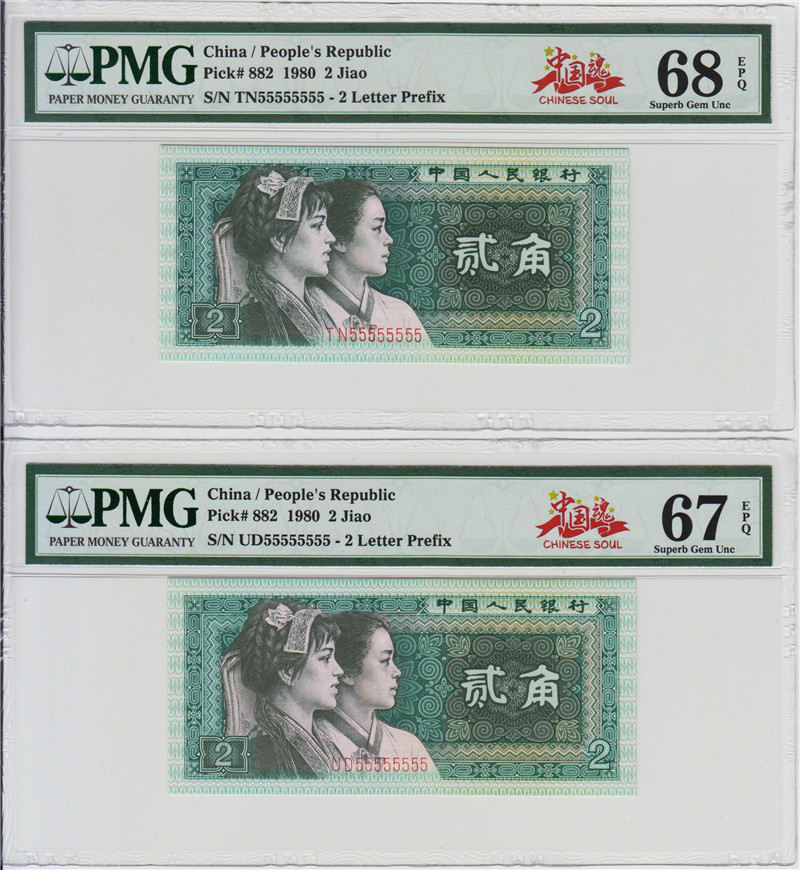 PMG
PAPER MONEY GUARANTY
China / People's Republic
Pick# 882 1980 2 Jiao
S/N TN55555555 - 2 Letter Prefix
中国魂
CHINESE SOUL
68
EPQ
Superb Gem Unc
中国人民银行
贰角
2
TN55555555
2
PMG
PAPER MONEY GUARANTY
China / People's Republic
Pick# 882 1980 2 Jiao
S/N UD55555555 - 2 Letter Prefix
中国魂
CHINESE SOUL
67
EPQ
Superb Gem Unc
中国人民银行
贰角
2
UD55555555
2